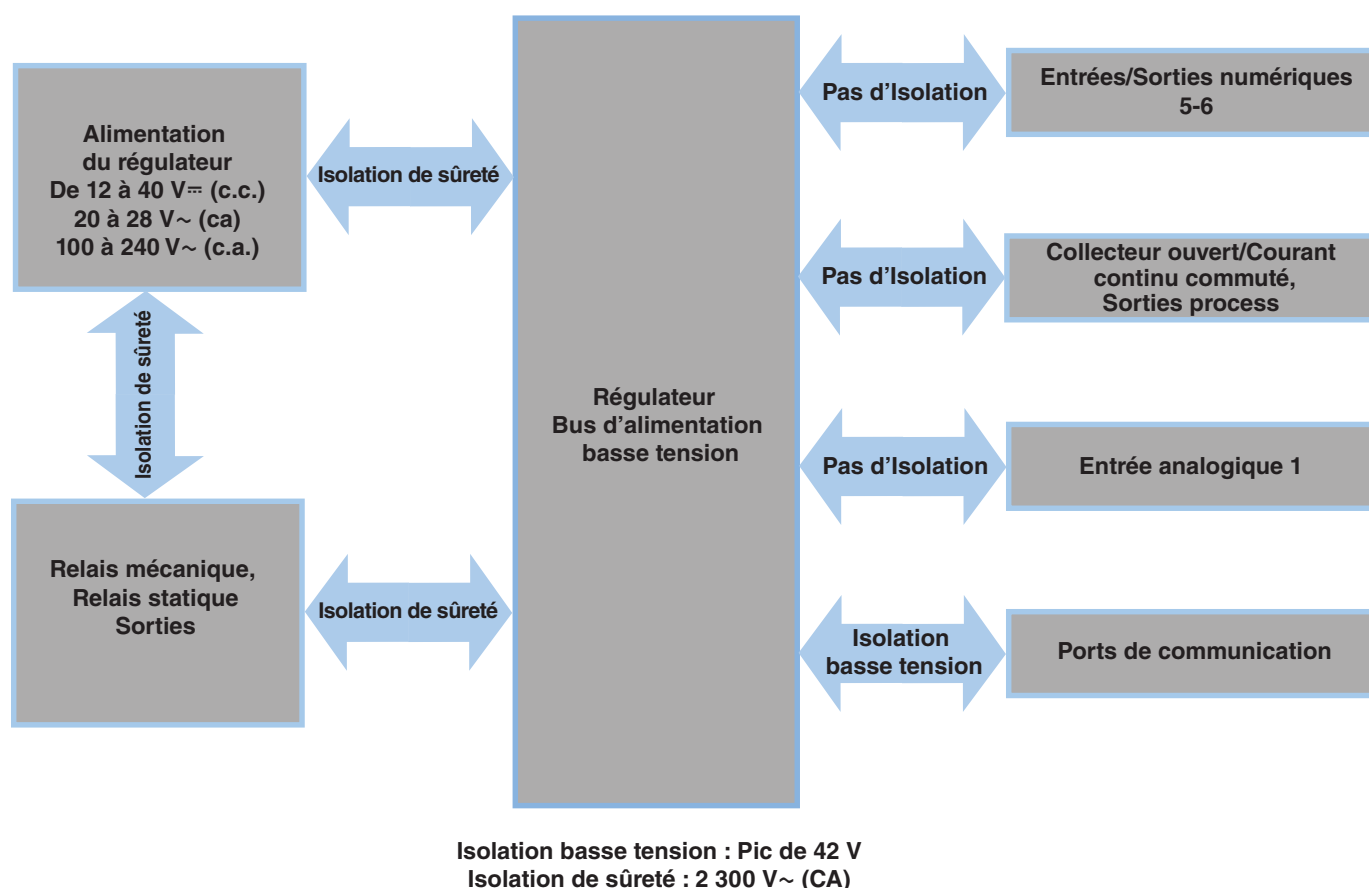 Alimentation
du régulateur
De 12 à 40 V⎓ (c.c.)
20 à 28 V~ (ca)
100 à 240 V~ (c.a.)
Isolation de sûreté
Isolation de sûreté
Relais mécanique,
Relais statique
Sorties
Isolation de sûreté
Régulateur
Bus d’alimentation
basse tension
Pas d’Isolation
Entrées/Sorties numériques
5-6
Pas d’Isolation
Collecteur ouvert/Courant
continu commuté,
Sorties process
Pas d’Isolation
Entrée analogique 1
Isolation
basse tension
Ports de communication
Isolation basse tension : Pic de 42 V
Isolation de sûreté : 2 300 V~ (CA)